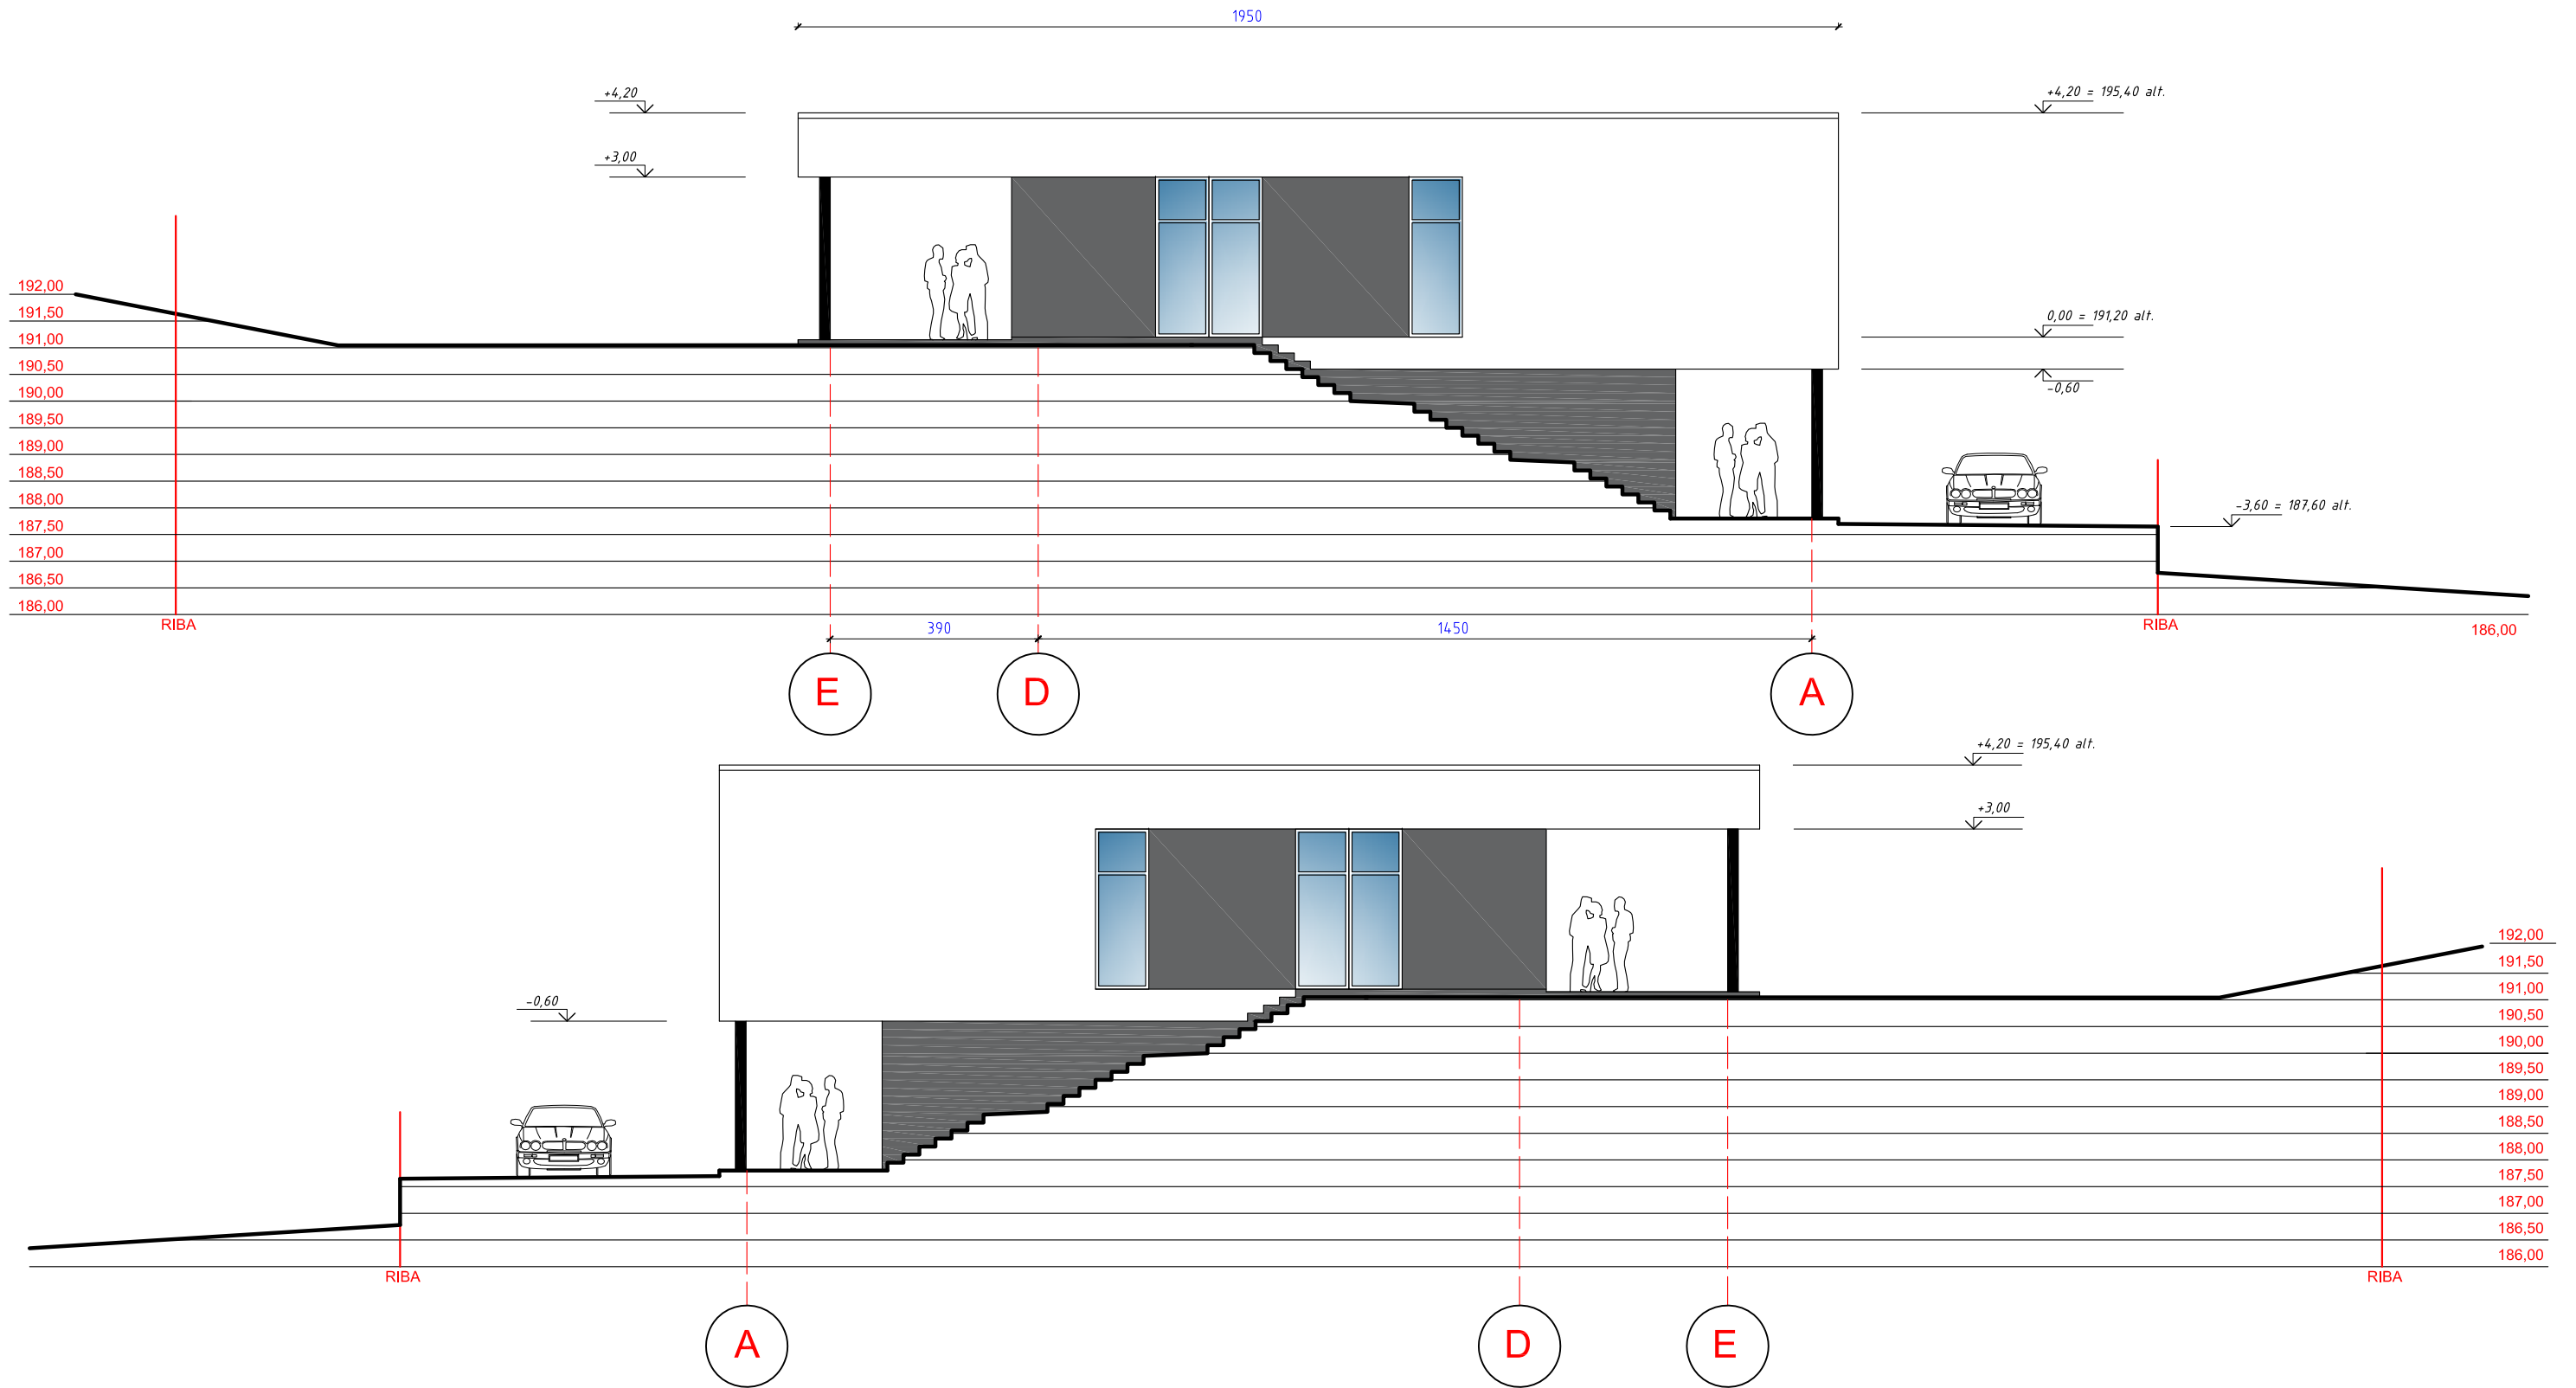 1950
+4,20
+4,20 = 195,40 alt.
+3,00
192,00
191,50
0,00 = 191,20 alt.
191,00
190,50
-0,60
190,00
189,50
189,00
188,50
188,00
-3,60 = 187,60 alt.
187,50
187,00
186,50
186,00
RIBA
RIBA
390
1450
186,00
E
D
A
+4,20 = 195,40 alt.
+3,00
192,00
191,50
191,00
-0,60
190,50
190,00
189,50
189,00
188,50
188,00
187,50
187,00
186,50
186,00
RIBA
RIBA
A
D
E